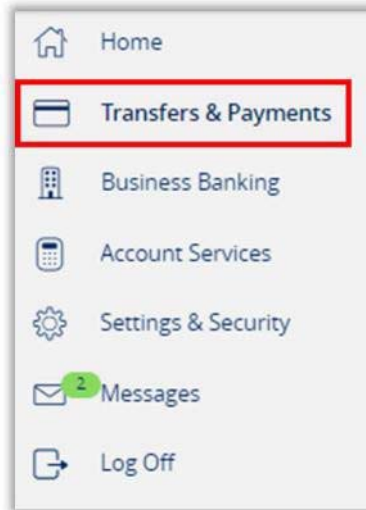 Home
Transfers & Payments
Business Banking
Account Services
Settings & Security
2
Messages
Log Off